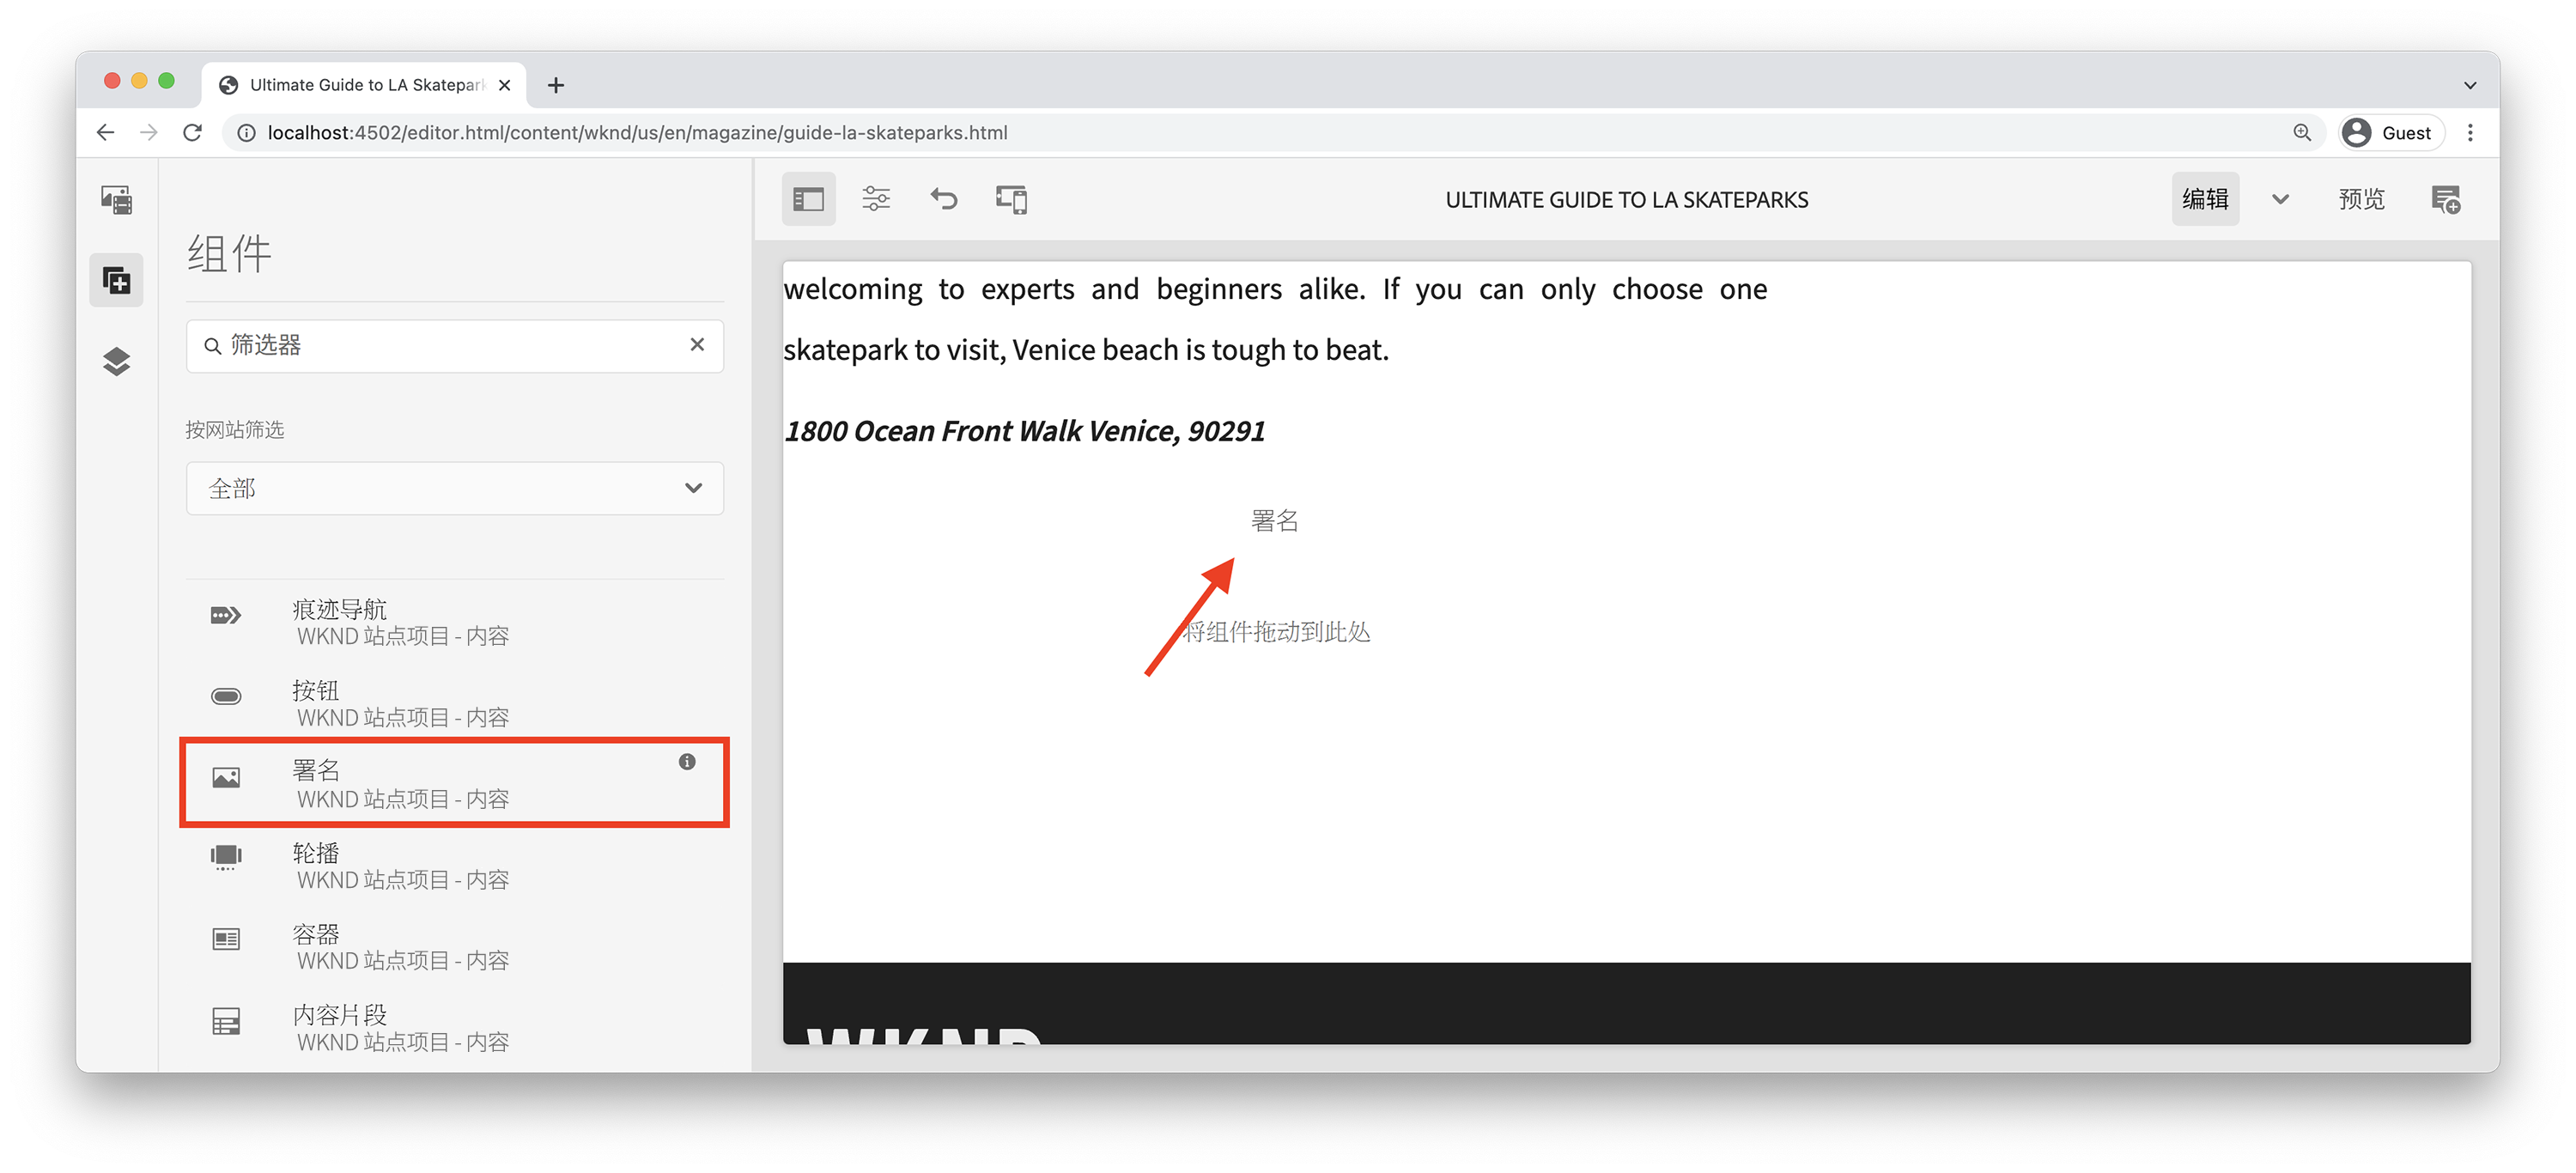 Ultimate Guide to LA Skatepark
localhost:4502/editor.html/content/wknd/us/en/magazine/guide-la-skateparks.html
Guest
组件
筛选器
按网站筛选
全部
痕迹导航
WKND 站点项目 - 内容
按钮
WKND 站点项目 - 内容
署名
WKND 站点项目 - 内容
轮播
WKND 站点项目 - 内容
容器
WKND 站点项目 - 内容
内容片段
WKND 站点项目 - 内容
ULTIMATE GUIDE TO LA SKATEPARKS
编辑
预览
welcoming to experts and beginners alike. If you can only choose one
skatepark to visit, Venice beach is tough to beat.
1800 Ocean Front Walk Venice, 90291
署名
将组件拖动到此处
WKND